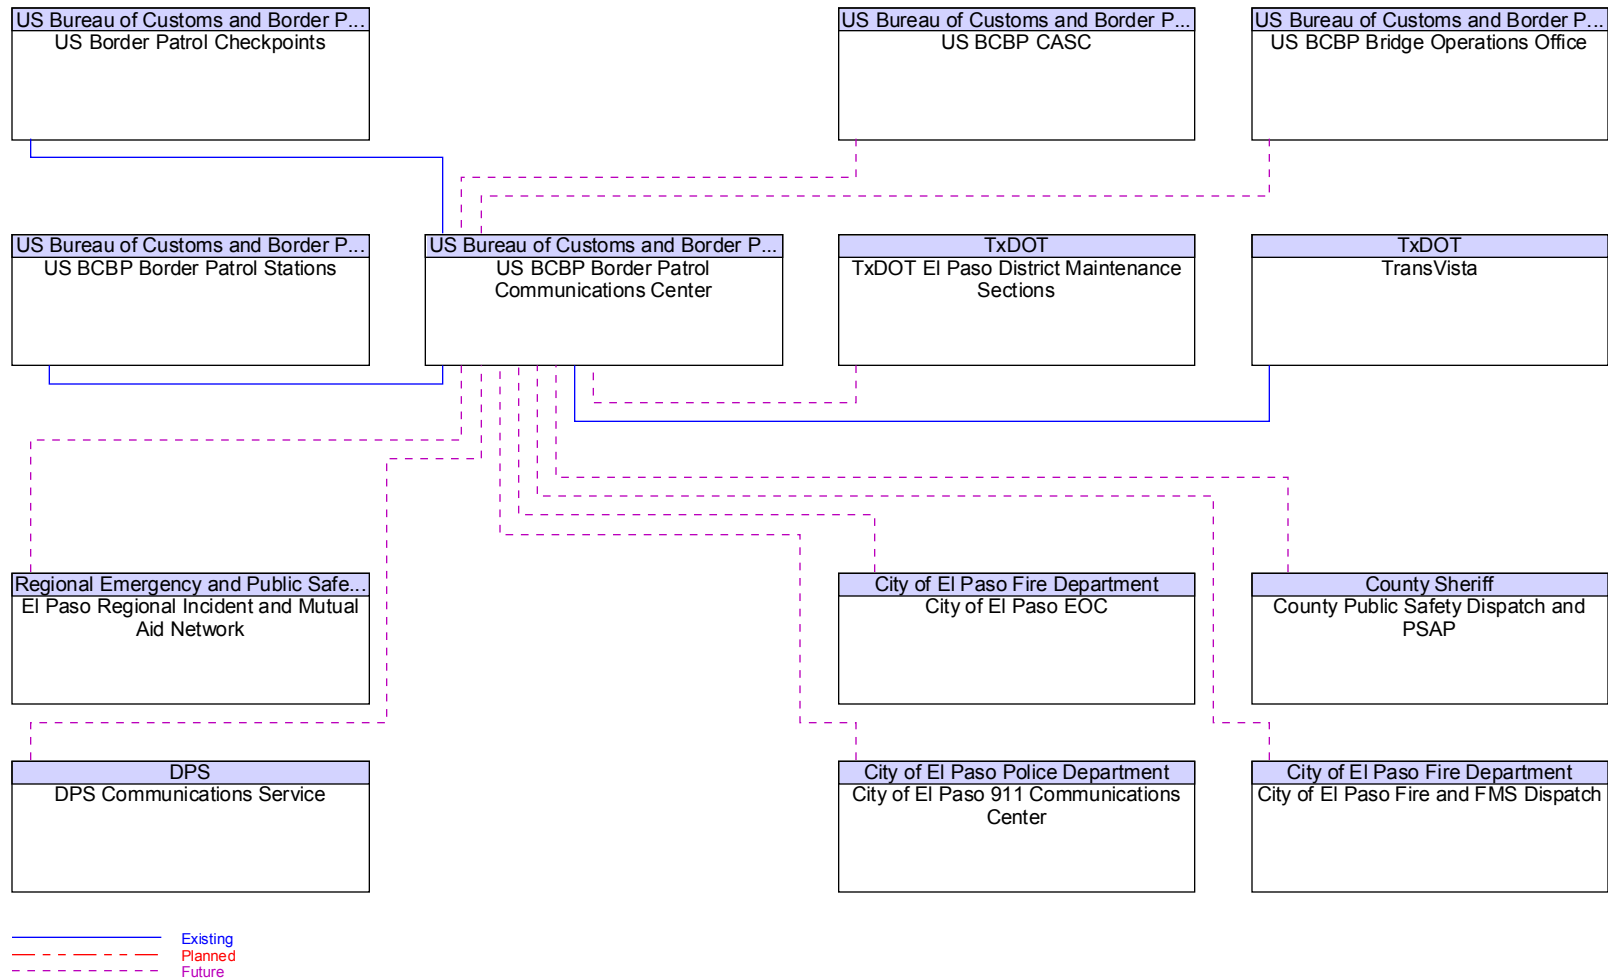 US Bureau of Customs and Border P...
US Border Patrol Checkpoints
US Bureau of Customs and Border P...
US BCBP CASC
US Bureau of Customs and Border P...
US BCBP Bridge Operations Office
US Bureau of Customs and Border P...
US BCBP Border Patrol Stations
US Bureau of Customs and Border P...
US BCBP Border Patrol
Communications Center
TxDOT
TxDOT El Paso District Maintenance
Sections
TxDOT
TransVista
Regional Emergency and Public Safe...
El Paso Regional Incident and Mutual
Aid Network
City of El Paso Fire Department
City of El Paso EOC
County Sheriff
County Public Safety Dispatch and
PSAP
DPS
DPS Communications Service
City of El Paso Police Department
City of El Paso 911 Communications
Center
City of El Paso Fire Department
City of El Paso Fire and FMS Dispatch
Existing
Planned
Future